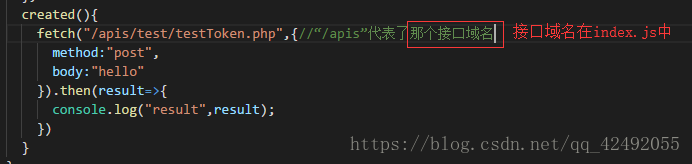 created(){
fetch("/apis/test/testToken.php",{//“/apis”代表了那个接口域名 接口域名在index.js中
method:"post",
body:"hello"
}).then(result=>{
console.log("result",result);
})
}
https://blog.csdn.net/qq_42492055